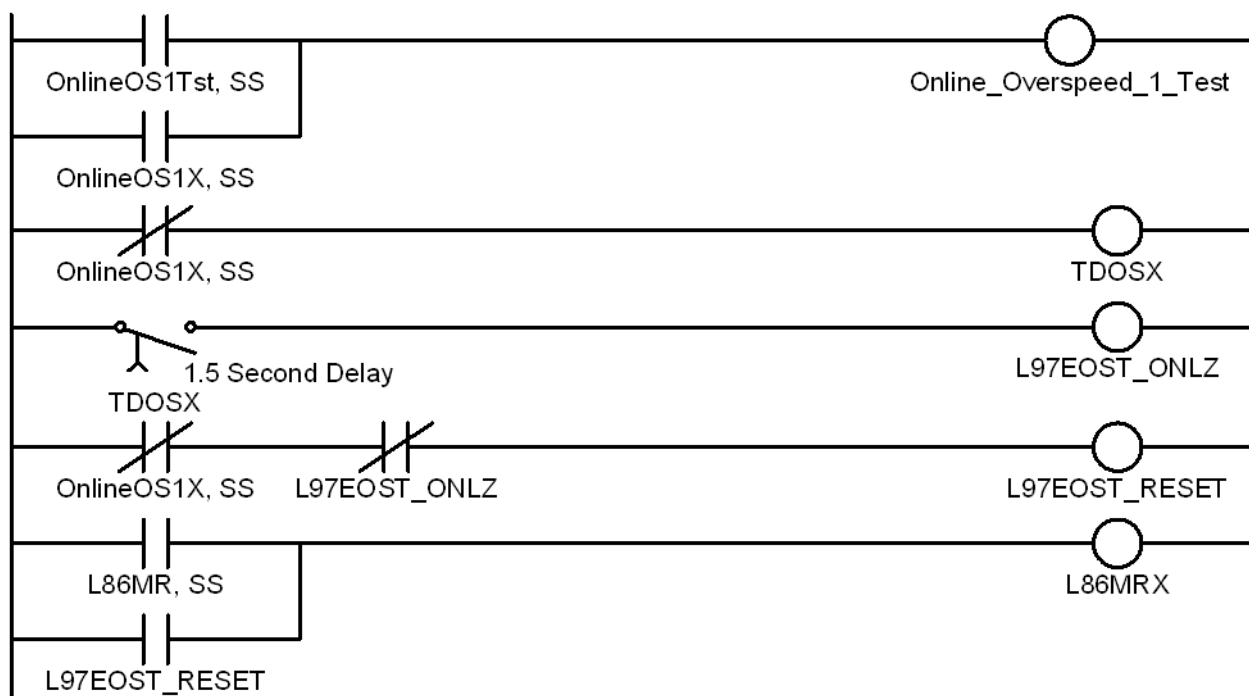 OnlineOS1Tst, SS
Online_Overspeed_1_Test
OnlineOS1X, SS
OnlineOS1X, SS
TDOSX
1.5 Second Delay
L97EOST_ONLZ
TDOSX
OnlineOS1X, SS
L97EOST_ONLZ
L97EOST_RESET
L86MR, SS
L86MRX
L97EOST_RESET